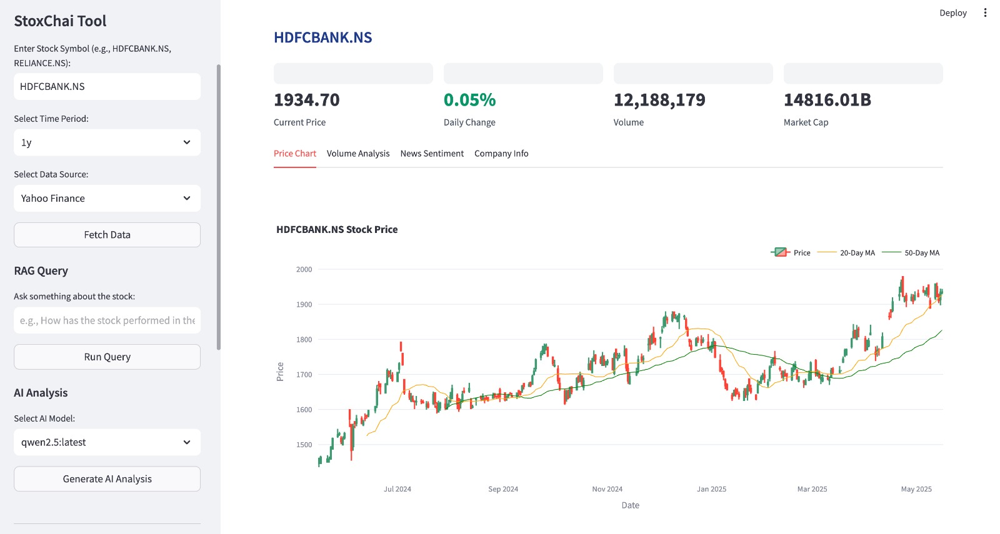 StoxChai Tool
Enter Stock Symbol (e.g., HDFCBANK.NS,
RELIANCE.NS):
HDFCBANK.NS
Select Time Period:
1y
Select Data Source:
Yahoo Finance
Fetch Data
RAG Query
Ask something about the stock:
e.g., How has the stock performed in the
Run Query
AI Analysis
Select AI Model:
qwen2.5:latest
Generate AI Analysis
Deploy
HDFCBANK.NS
1934.70
Current Price
0.05%
Daily Change
12,188,179
Volume
14816.01B
Market Cap
Price Chart
Volume Analysis
News Sentiment
Company Info
HDFCBANK.NS Stock Price
Price
20-Day MA
50-Day MA
2000
1900
1800
1700
1600
1500
Price
Jul 2024
Sep 2024
Nov 2024
Jan 2025
Mar 2025
May 2025
Date